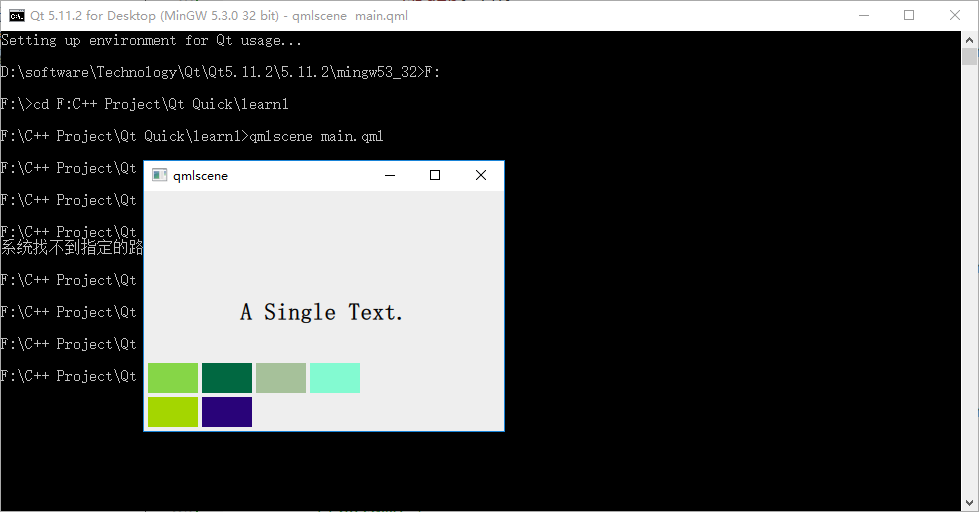 Qt 5.11.2 for Desktop (MinGW 5.3.0 32 bit) - qmlscene  main.qml
Setting up environment for Qt usage...
D:\software\Technology\Qt\Qt5.11.2\5.11.2\mingw53_32>F:
F:\>cd F:C++ Project\Qt Quick\learn1
F:\C++ Project\Qt Quick\learn1>qmlscene main.qml
F:\C++ Project\Qt
F:\C++ Project\Qt
F:\C++ Project\Qt
系统找不到指定的路
F:\C++ Project\Qt
F:\C++ Project\Qt
F:\C++ Project\Qt
F:\C++ Project\Qt
qmlscene
A Single Text.